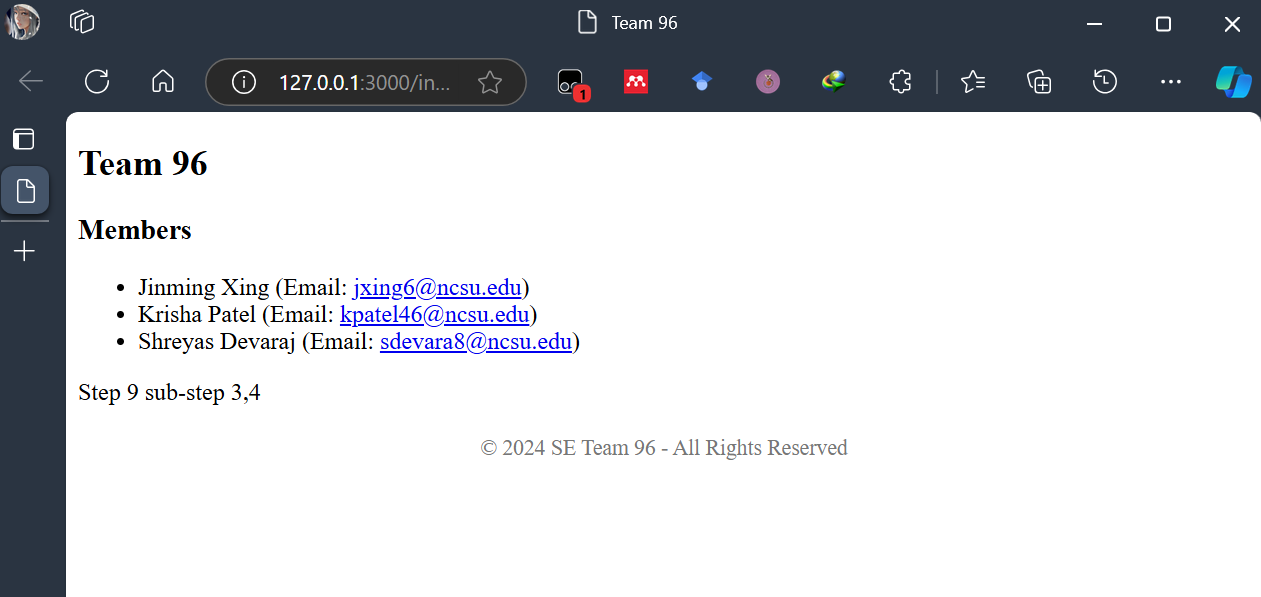 Team 96
127.0.0.1:3000/in...
1
Team 96
Members
• Jinming Xing (Email: jxing6@ncsu.edu)
• Krisha Patel (Email: kpatel46@ncsu.edu)
• Shreyas Devaraj (Email: sdevara8@ncsu.edu)
Step 9 sub-step 3,4
© 2024 SE Team 96 - All Rights Reserved